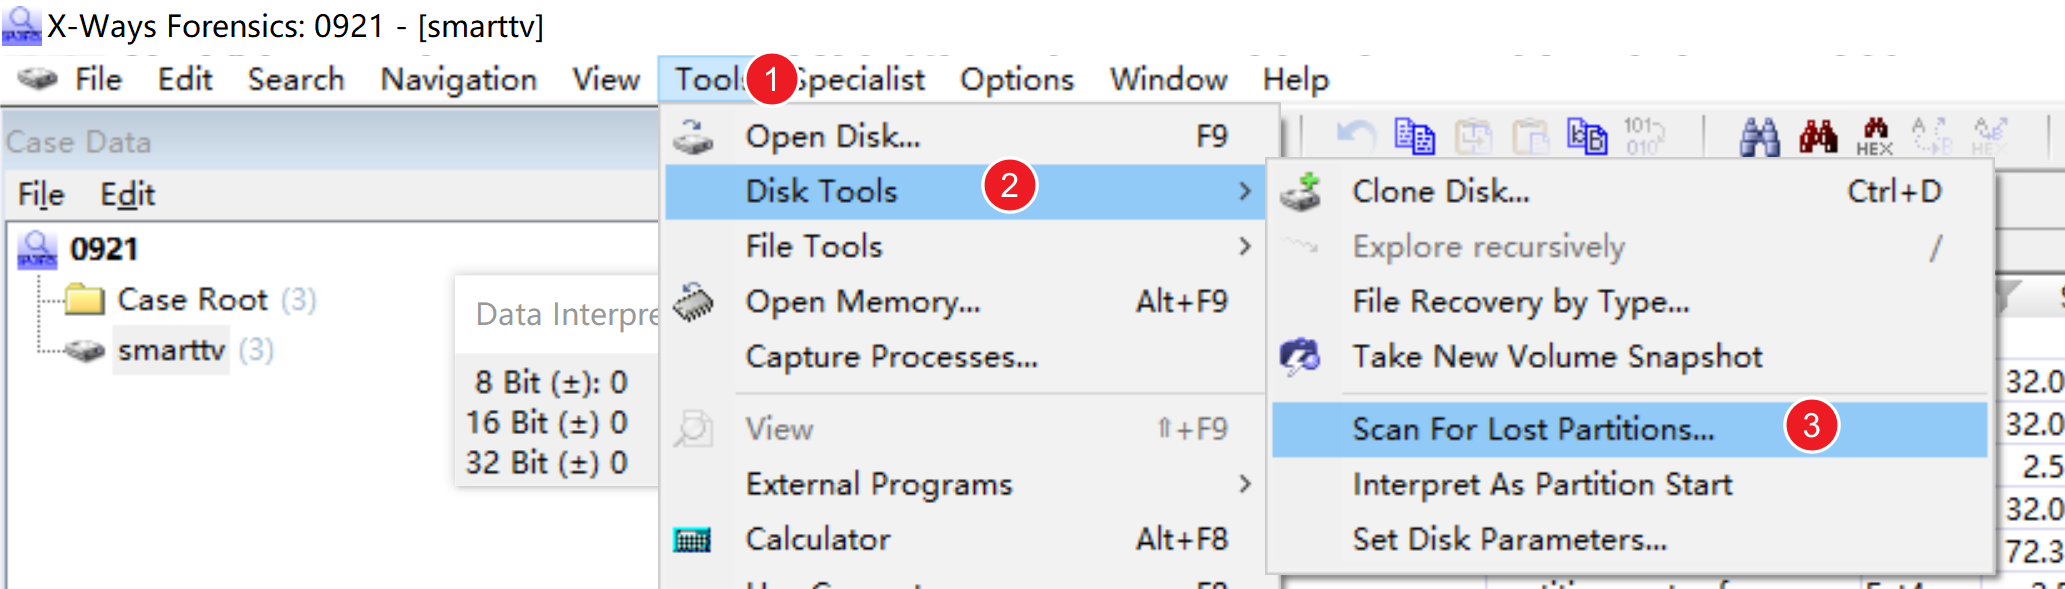 X-Ways Forensics: 0921 - [smarttv]
File Edit Search Navigation View Tools 1 Specialist Options Window Help
Case Data
File Edit
0921
Case Root (3)
smarttv (3)
Data Interpre
8 Bit (±): 0
16 Bit (±) 0
32 Bit (±) 0
Open Disk... F9
Disk Tools 2 >
File Tools >
Open Memory... Alt+F9
Capture Processes...
View ⇑+F9
External Programs >
Calculator Alt+F8
HEX
Clone Disk... Ctrl+D
Explore recursively /
File Recovery by Type...
Take New Volume Snapshot
Scan For Lost Partitions... 3
Interpret As Partition Start
Set Disk Parameters...
32.0
32.0
2.5
32.0
72.3